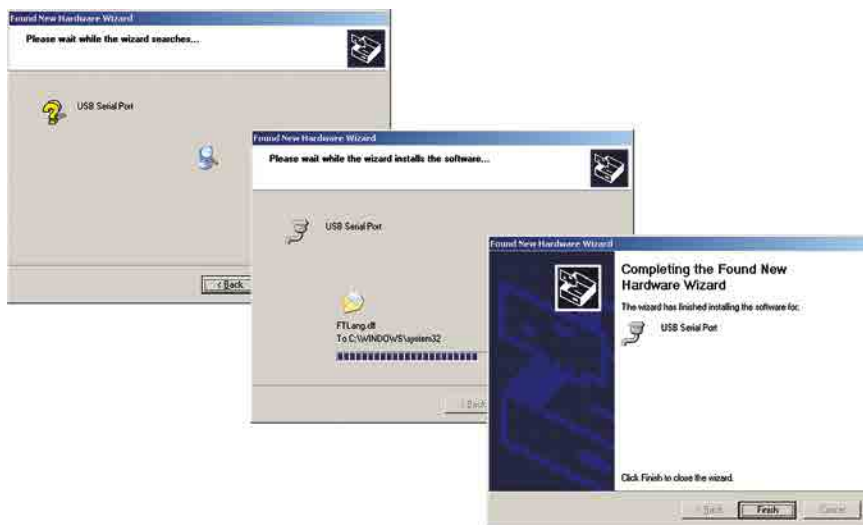 Found New Hardware Wizard
Please wait while the wizard searches...
USB Serial Port
< Back
Found New Hardware Wizard
Please wait while the wizard installs the software...
USB Serial Port
FTLang.dll
To C:\WINDOWS\system32
< Back
Found New Hardware Wizard
Completing the Found New
Hardware Wizard
The wizard has finished installing the software for:
USB Serial Port
Click Finish to close the wizard.
< Back Finish Cancel